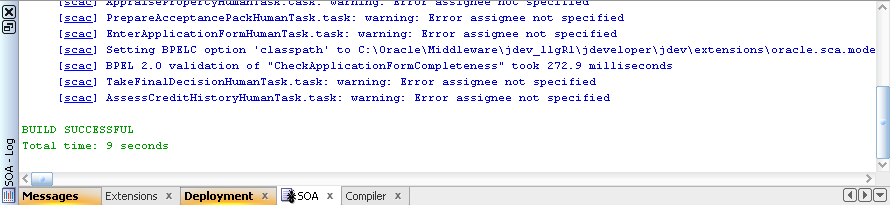 [scac] AppraisePropertyHumanTask.task: warning: Error assignee not specified
[scac] PrepareAcceptancePackHumanTask.task: warning: Error assignee not specified
[scac] EnterApplicationFormHumanTask.task: warning: Error assignee not specified
[scac] Setting BPELC option 'classpath' to C:\Oracle\Middleware\jdev_11gR1\jdeveloper\jdev\extensions\oracle.sca.mode
[scac] BPEL 2.0 validation of "CheckApplicationFormCompleteness" took 272.9 milliseconds
[scac] TakeFinalDecisionHumanTask.task: warning: Error assignee not specified
[scac] AssessCreditHistoryHumanTask.task: warning: Error assignee not specified
BUILD SUCCESSFUL
Total time: 9 seconds
SOA - Log
Messages Extensions x Deployment x SOA x Compiler x